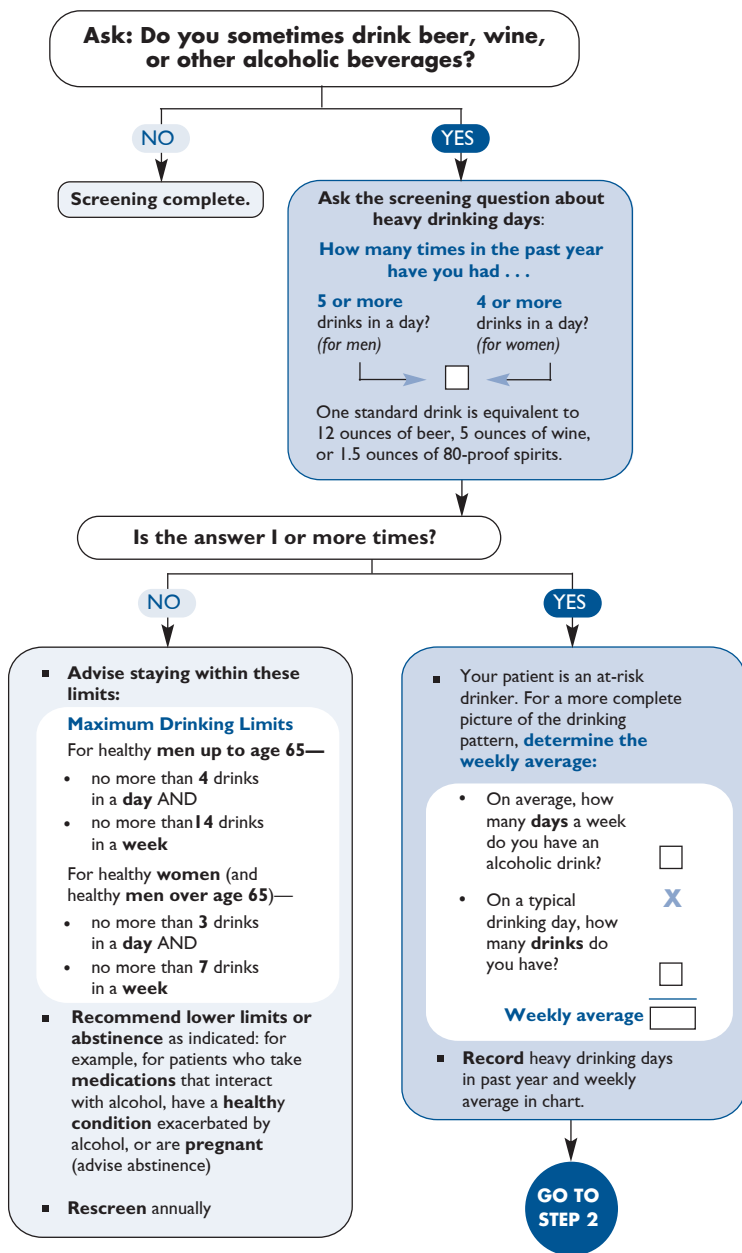 Ask: Do you sometimes drink beer, wine,
or other alcoholic beverages?
NO
YES
Screening complete.
Ask the screening question about
heavy drinking days:
How many times in the past year
have you had . . .
5 or more
drinks in a day?
(for men)
4 or more
drinks in a day?
(for women)
One standard drink is equivalent to
12 ounces of beer, 5 ounces of wine,
or 1.5 ounces of 80-proof spirits.
Is the answer 1 or more times?
NO
YES
▪ Advise staying within these
limits:
Maximum Drinking Limits
For healthy men up to age 65—
• no more than 4 drinks
in a day AND
• no more than14 drinks
in a week
For healthy women (and
healthy men over age 65)—
• no more than 3 drinks
in a day AND
• no more than 7 drinks
in a week
▪ Recommend lower limits or
abstinence as indicated: for
example, for patients who take
medications that interact
with alcohol, have a healthy
condition exacerbated by
alcohol, or are pregnant
(advise abstinence)
▪ Rescreen annually
▪ Your patient is an at-risk
drinker. For a more complete
picture of the drinking
pattern, determine the
weekly average:
• On average, how
many days a week
do you have an
alcoholic drink?
X
• On a typical
drinking day, how
many drinks do
you have?
Weekly average
▪ Record heavy drinking days
in past year and weekly
average in chart.
GO TO
STEP 2